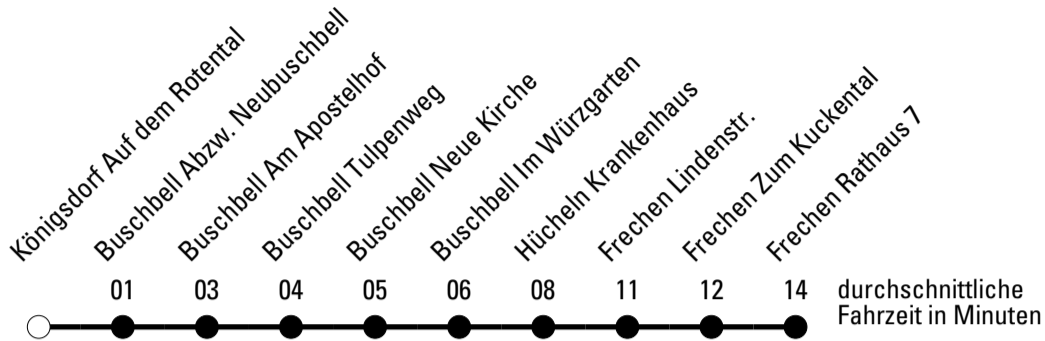 Königsdorf Auf dem Rotental
Buschbell Abzw. Neubuschbell
Buschbell Am Apostelhof
Buschbell Tulpenweg
Buschbell Neue Kirche
Buschbell Im Würzgarten
Hücheln Krankenhaus
Frechen Lindenstr.
Frechen Zum Kuckental
Frechen Rathaus 7
01 03 04 05 06 08 11 12 14
durchschnittliche
Fahrzeit in Minuten